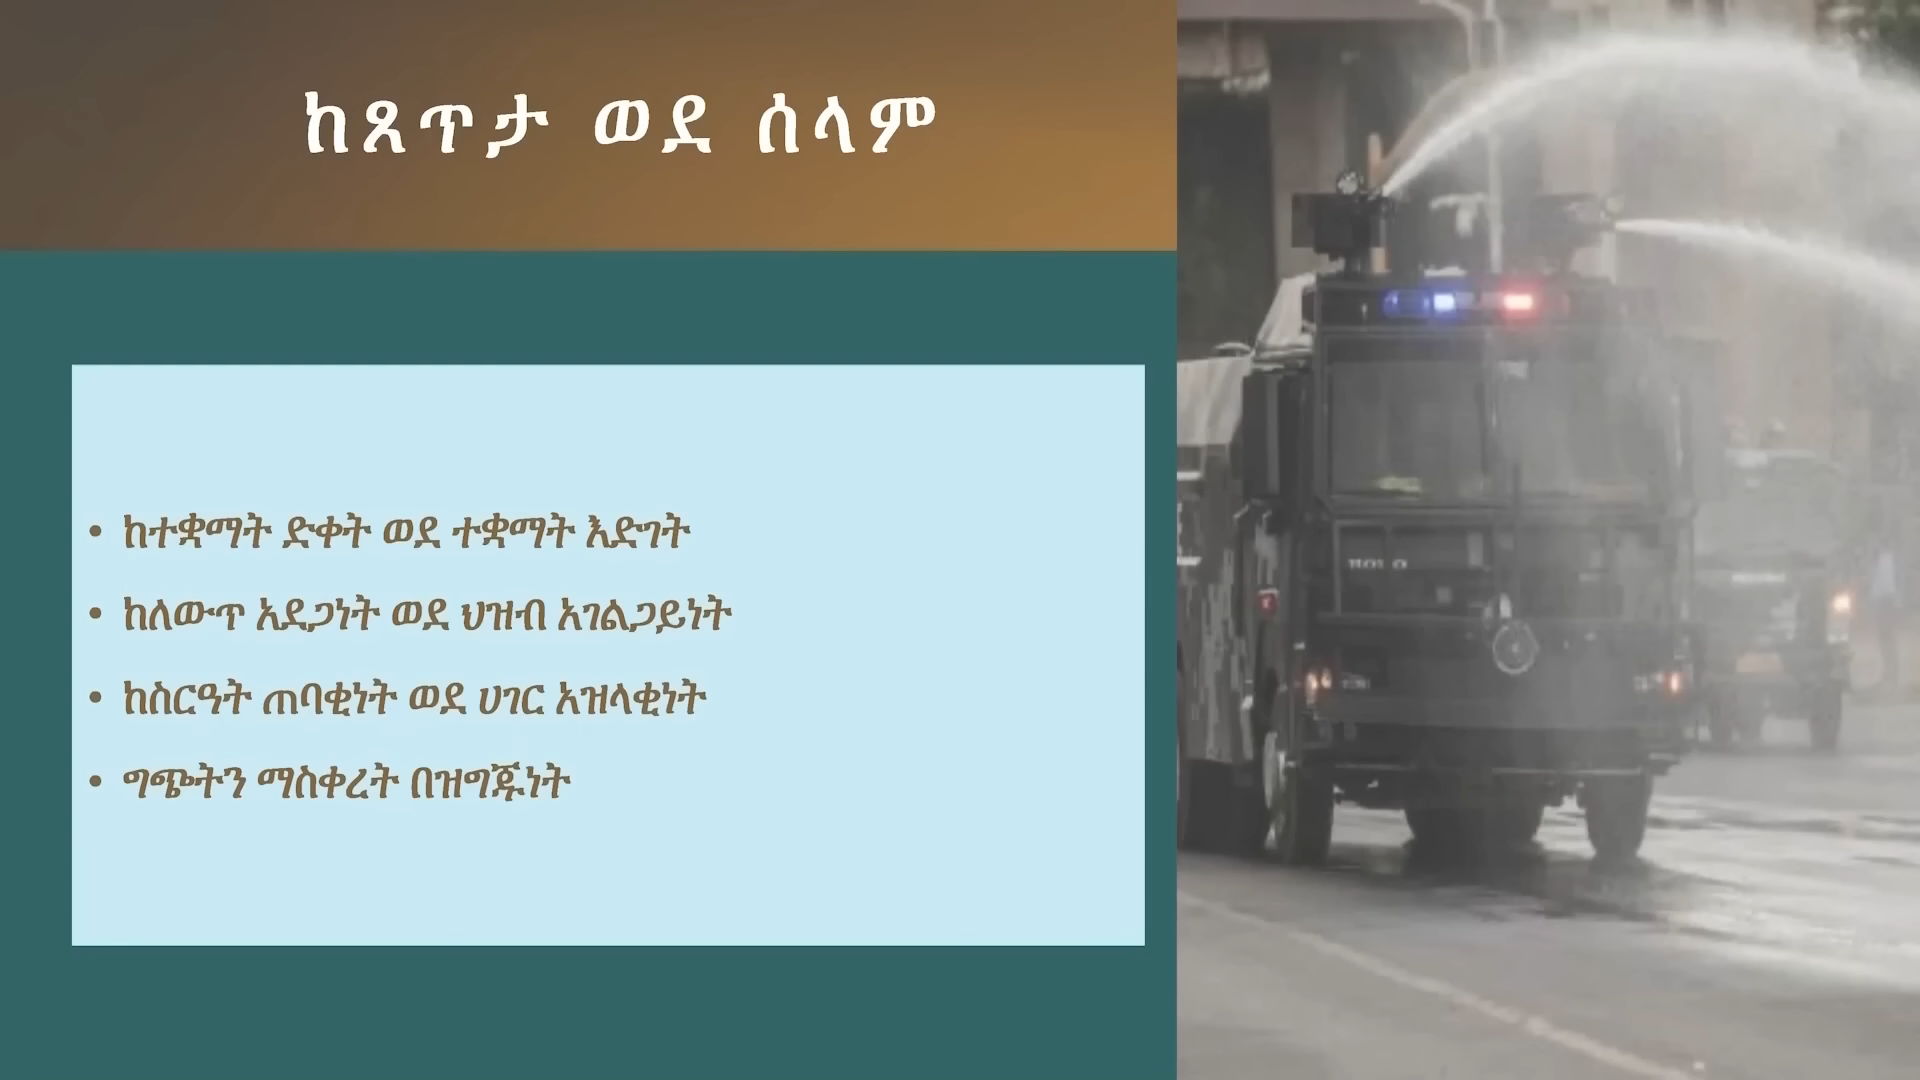 ከጸጥታ ወደ ሰላም
• ከተቋማት ድቀት ወደ ተቋማት እድገት
• ከለውጥ አደጋነት ወደ ህዝብ አገልጋይነት
• ከስርዓት ጠባቂነት ወደ ሀገር አዝላቂነት
• ግጭትን ማስቀረት በዝግጁነት